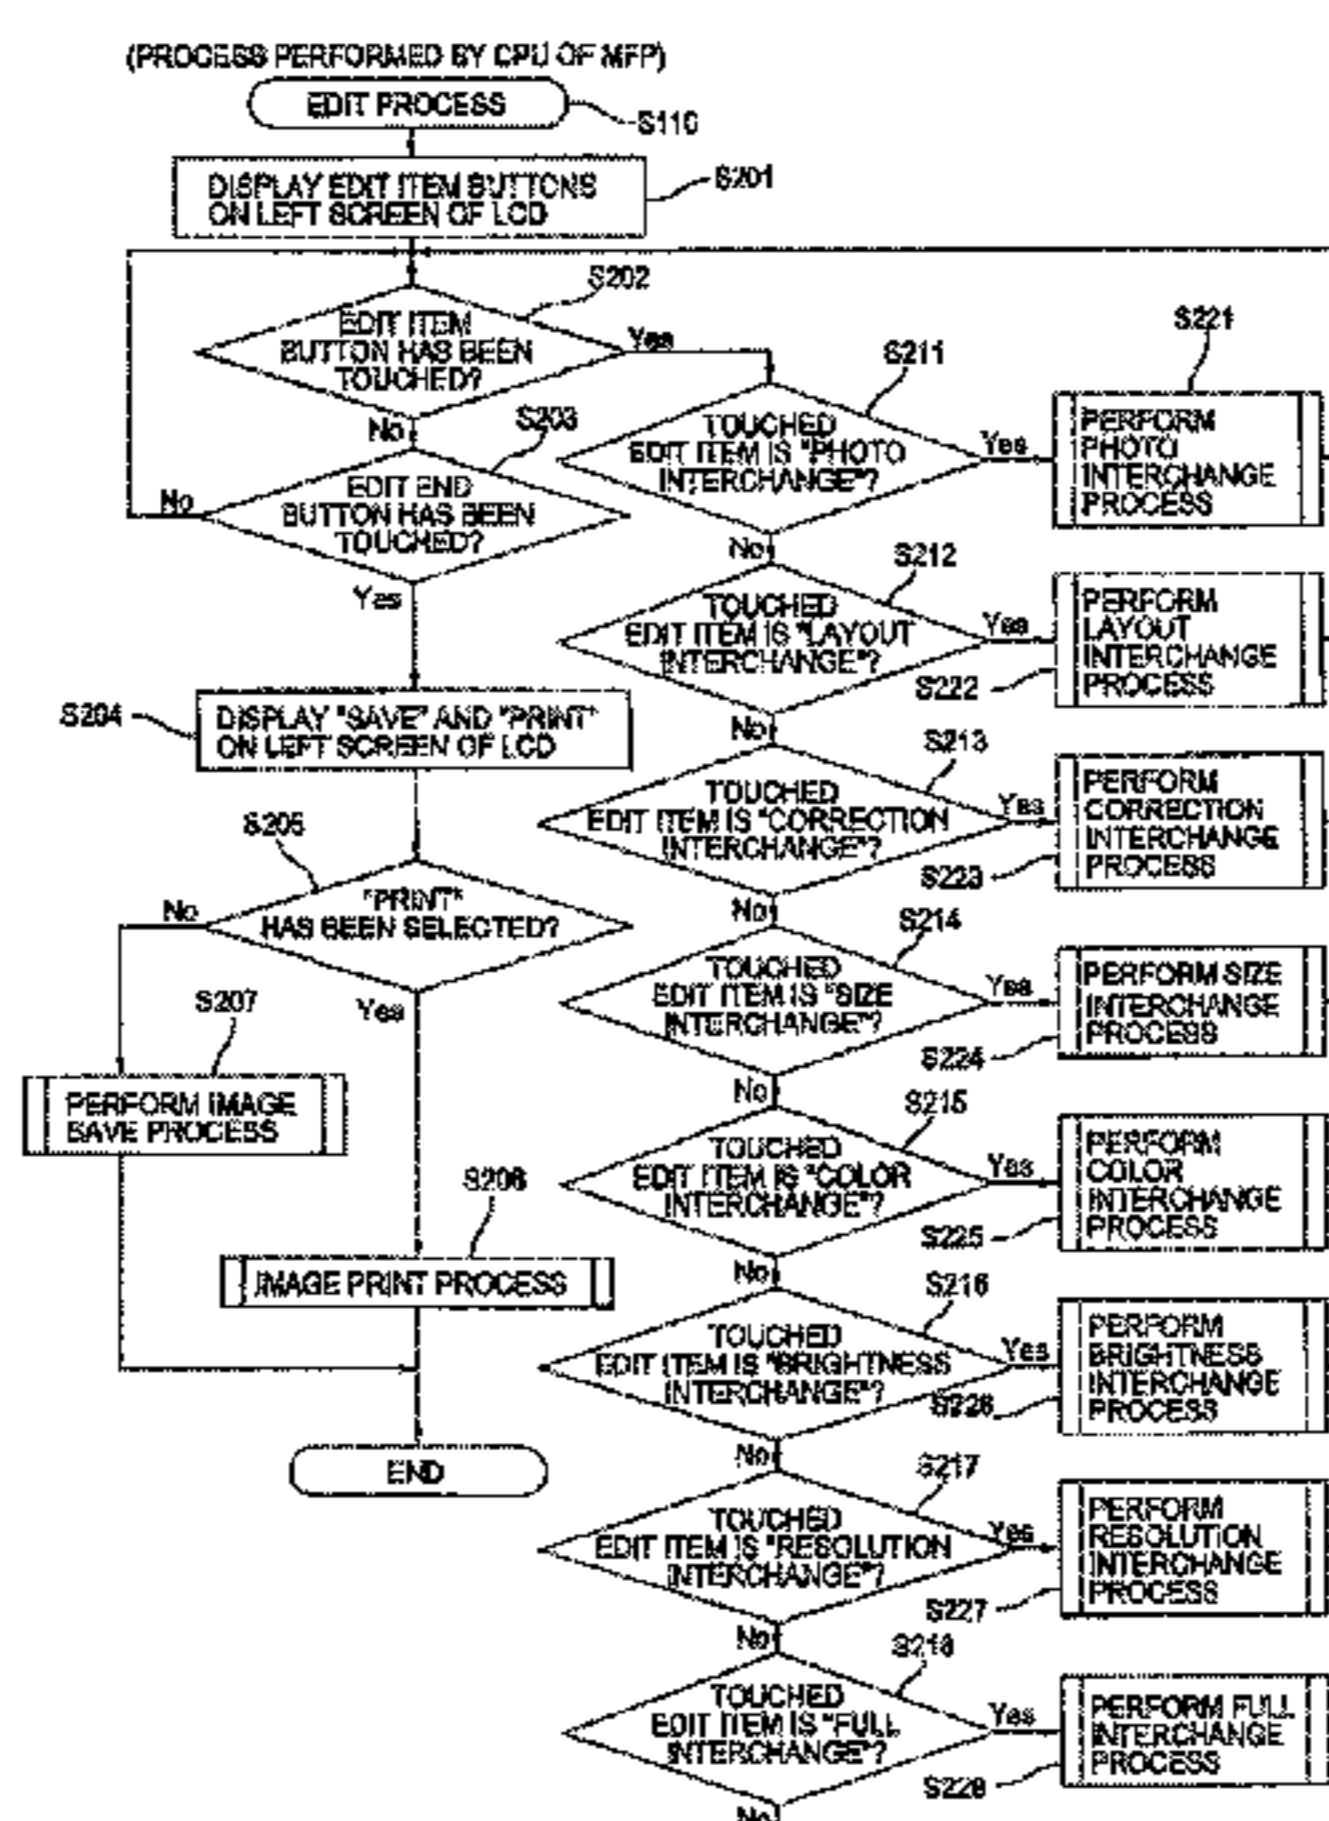 (PROCESS PERFORMED BY CPU OF MFP)
EDIT PROCESS
S110
DISPLAY EDIT ITEM BUTTONS
ON LEFT SCREEN OF LCD
S201
S202
EDIT ITEM
BUTTON HAS BEEN
TOUCHED?
Yes
No
S203
EDIT END
BUTTON HAS BEEN
TOUCHED?
No
Yes
S204
DISPLAY "SAVE" AND "PRINT"
ON LEFT SCREEN OF LCD
S205
"PRINT"
HAS BEEN SELECTED?
No
Yes
S207
PERFORM IMAGE
SAVE PROCESS
S206
IMAGE PRINT PROCESS
END
S211
TOUCHED
EDIT ITEM IS "PHOTO
INTERCHANGE"?
Yes
No
S221
PERFORM
PHOTO
INTERCHANGE
PROCESS
S212
TOUCHED
EDIT ITEM IS "LAYOUT
INTERCHANGE"?
Yes
No
S222
PERFORM
LAYOUT
INTERCHANGE
PROCESS
S213
TOUCHED
EDIT ITEM IS "CORRECTION
INTERCHANGE"?
Yes
No
S223
PERFORM
CORRECTION
INTERCHANGE
PROCESS
S214
TOUCHED
EDIT ITEM IS "SIZE
INTERCHANGE"?
Yes
No
S224
PERFORM SIZE
INTERCHANGE
PROCESS
S215
TOUCHED
EDIT ITEM IS "COLOR
INTERCHANGE"?
Yes
No
S225
PERFORM
COLOR
INTERCHANGE
PROCESS
S216
TOUCHED
EDIT ITEM IS "BRIGHTNESS
INTERCHANGE"?
Yes
No
S226
PERFORM
BRIGHTNESS
INTERCHANGE
PROCESS
S217
TOUCHED
EDIT ITEM IS "RESOLUTION
INTERCHANGE"?
Yes
No
S227
PERFORM
RESOLUTION
INTERCHANGE
PROCESS
S218
TOUCHED
EDIT ITEM IS "FULL
INTERCHANGE"?
Yes
No
S228
PERFORM FULL
INTERCHANGE
PROCESS